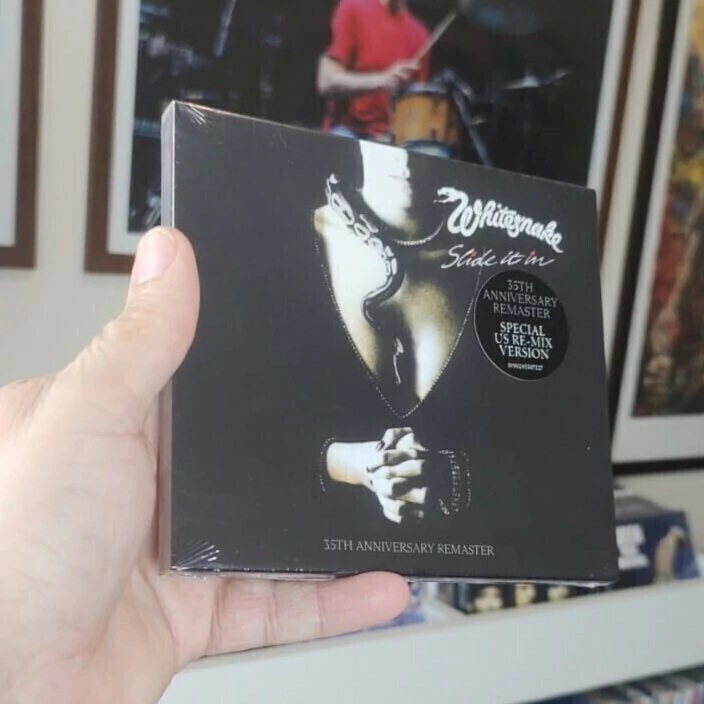 Whitesnake
Slide it in
35TH
ANNIVERSARY
REMASTER
SPECIAL
US RE-MIX
VERSION
35TH ANNIVERSARY REMASTER